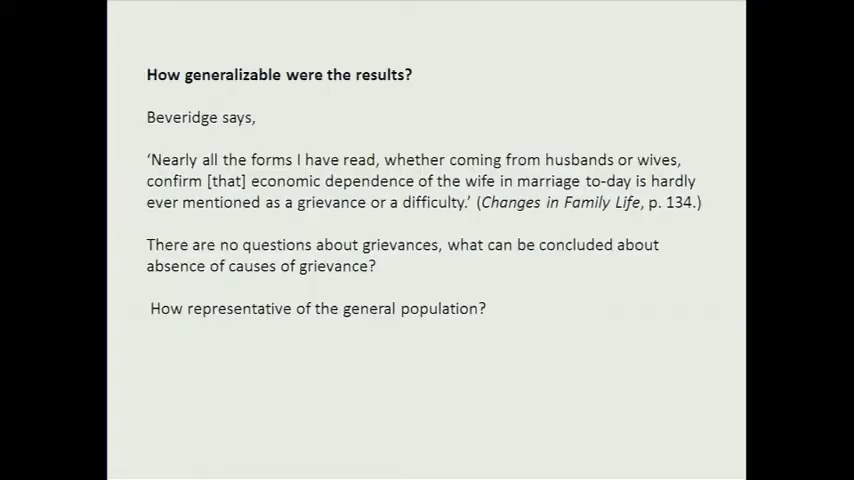 How generalizable were the results?
Beveridge says,
‘Nearly all the forms I have read, whether coming from husbands or wives,
confirm [that] economic dependence of the wife in marriage to-day is hardly
ever mentioned as a grievance or a difficulty.’ (Changes in Family Life, p. 134.)
There are no questions about grievances, what can be concluded about
absence of causes of grievance?
How representative of the general population?